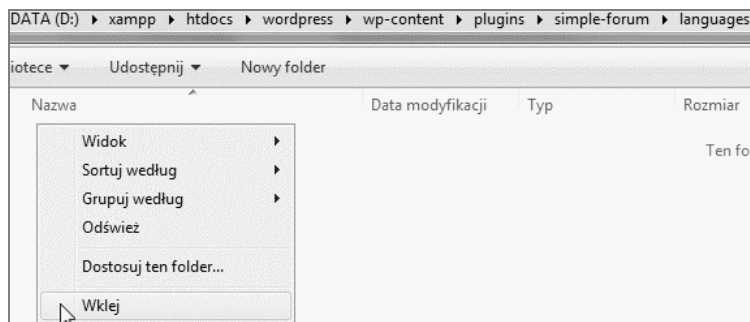 DATA (D:) ▸ xampp ▸ htdocs ▸ wordpress ▸ wp-content ▸ plugins ▸ simple-forum ▸ languages
iotece ▾ Udostępnij ▾ Nowy folder
Nazwa Data modyfikacji Typ Rozmiar
Widok
Ten fo
Sortuj według
Grupuj według
Odśwież
Dostosuj ten folder...
Wklej